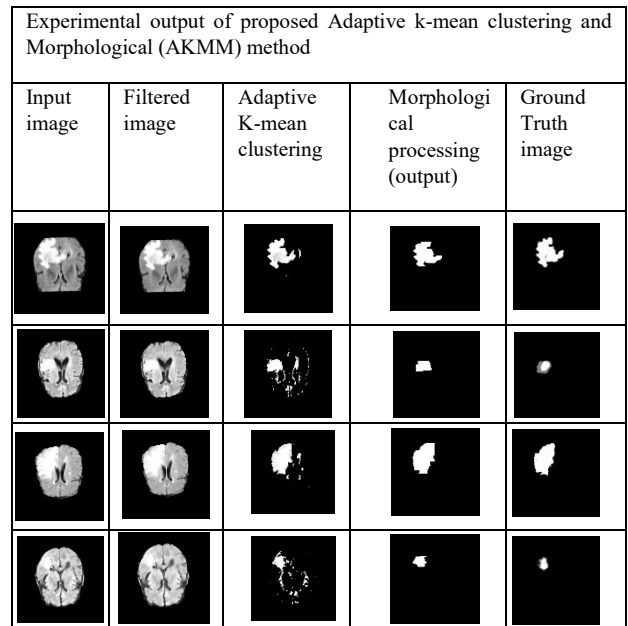 Experimental output of proposed Adaptive k-mean clustering and
Morphological (AKMM) method
Input
image
Filtered
image
Adaptive
K-mean
clustering
Morphologi
cal
processing
(output)
Ground
Truth
image